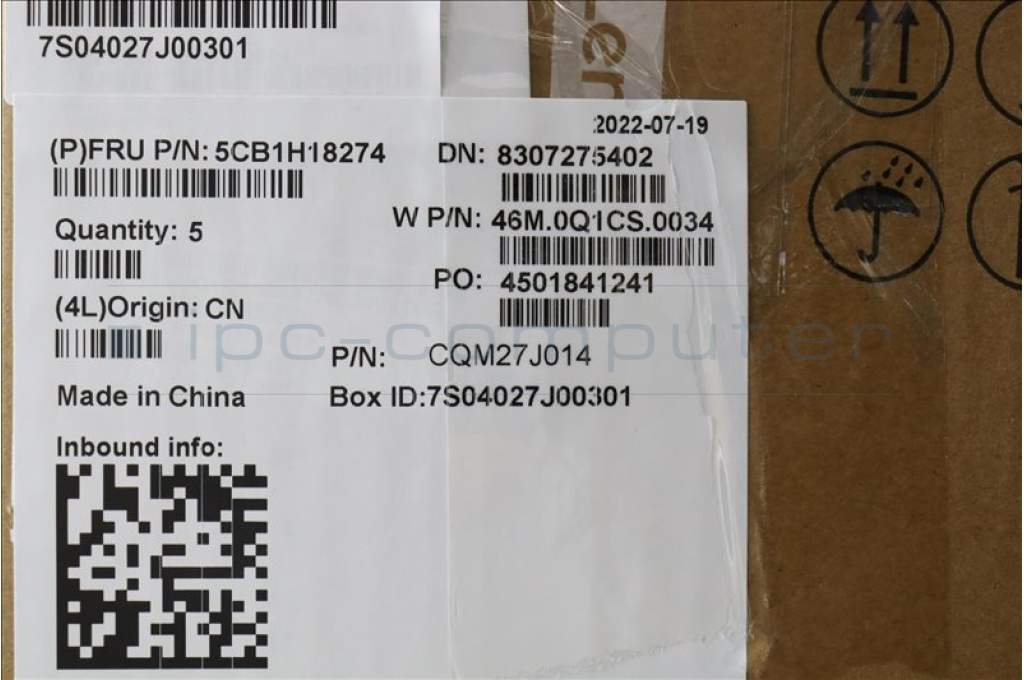 7S04027J00301
en
2022-07-19
(P)FRU P/N: 5CB1H18274 DN: 8307275402
W P/N: 46M.0Q1CS.0034
Quantity: 5
PO: 4501841241
(4L)Origin: CN
ipc-computer
P/N: CQM27J014
Made in China Box ID:7S04027J00301
Inbound info: